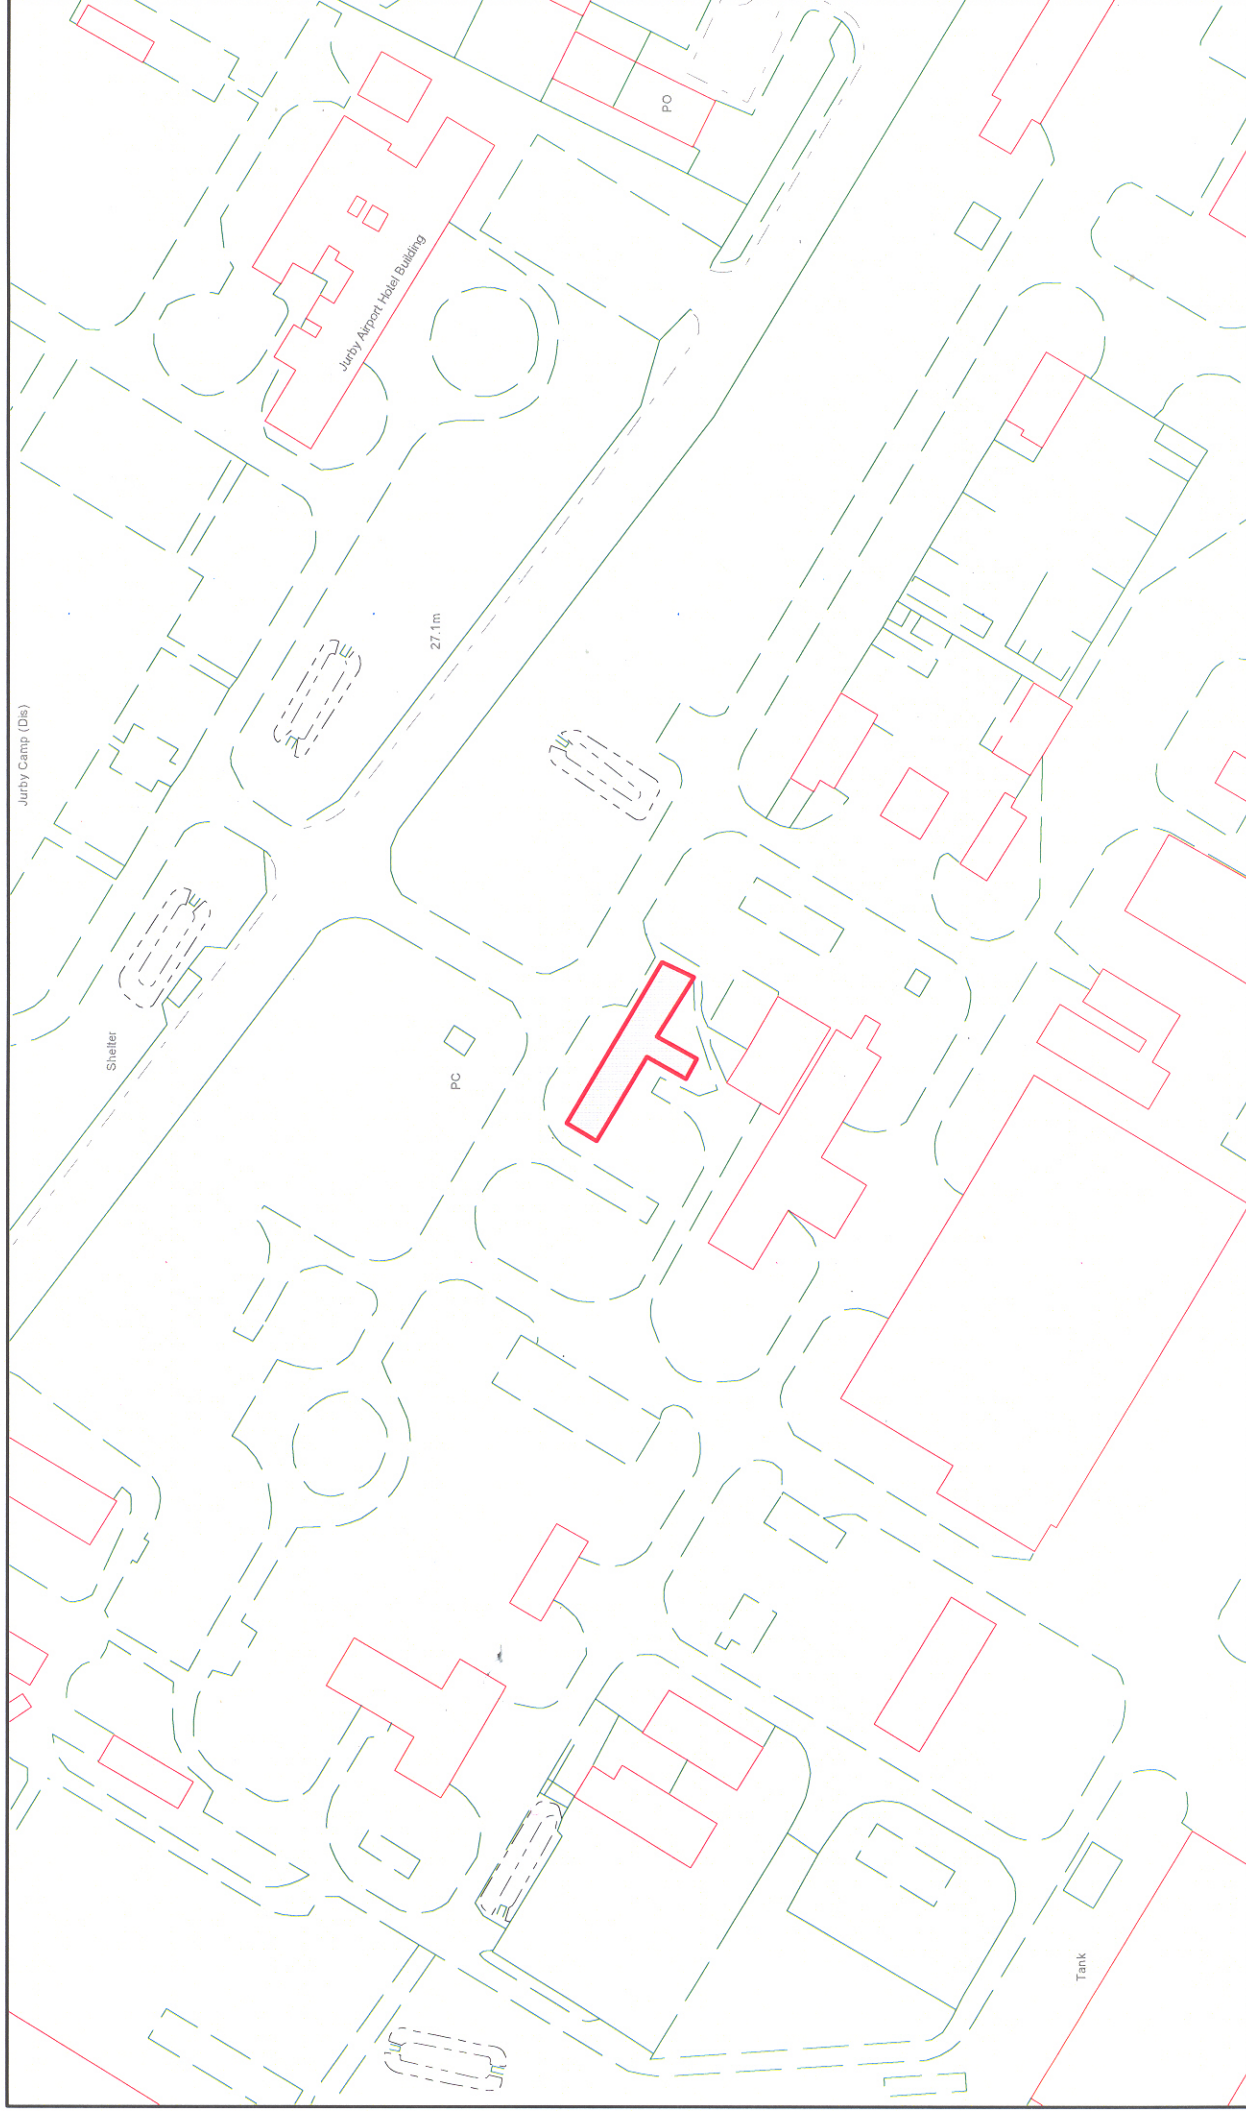 PO
Jurby Airport Hotel Building
27.1m
Jurby Camp (Dis)
Shelter
PC
Tank